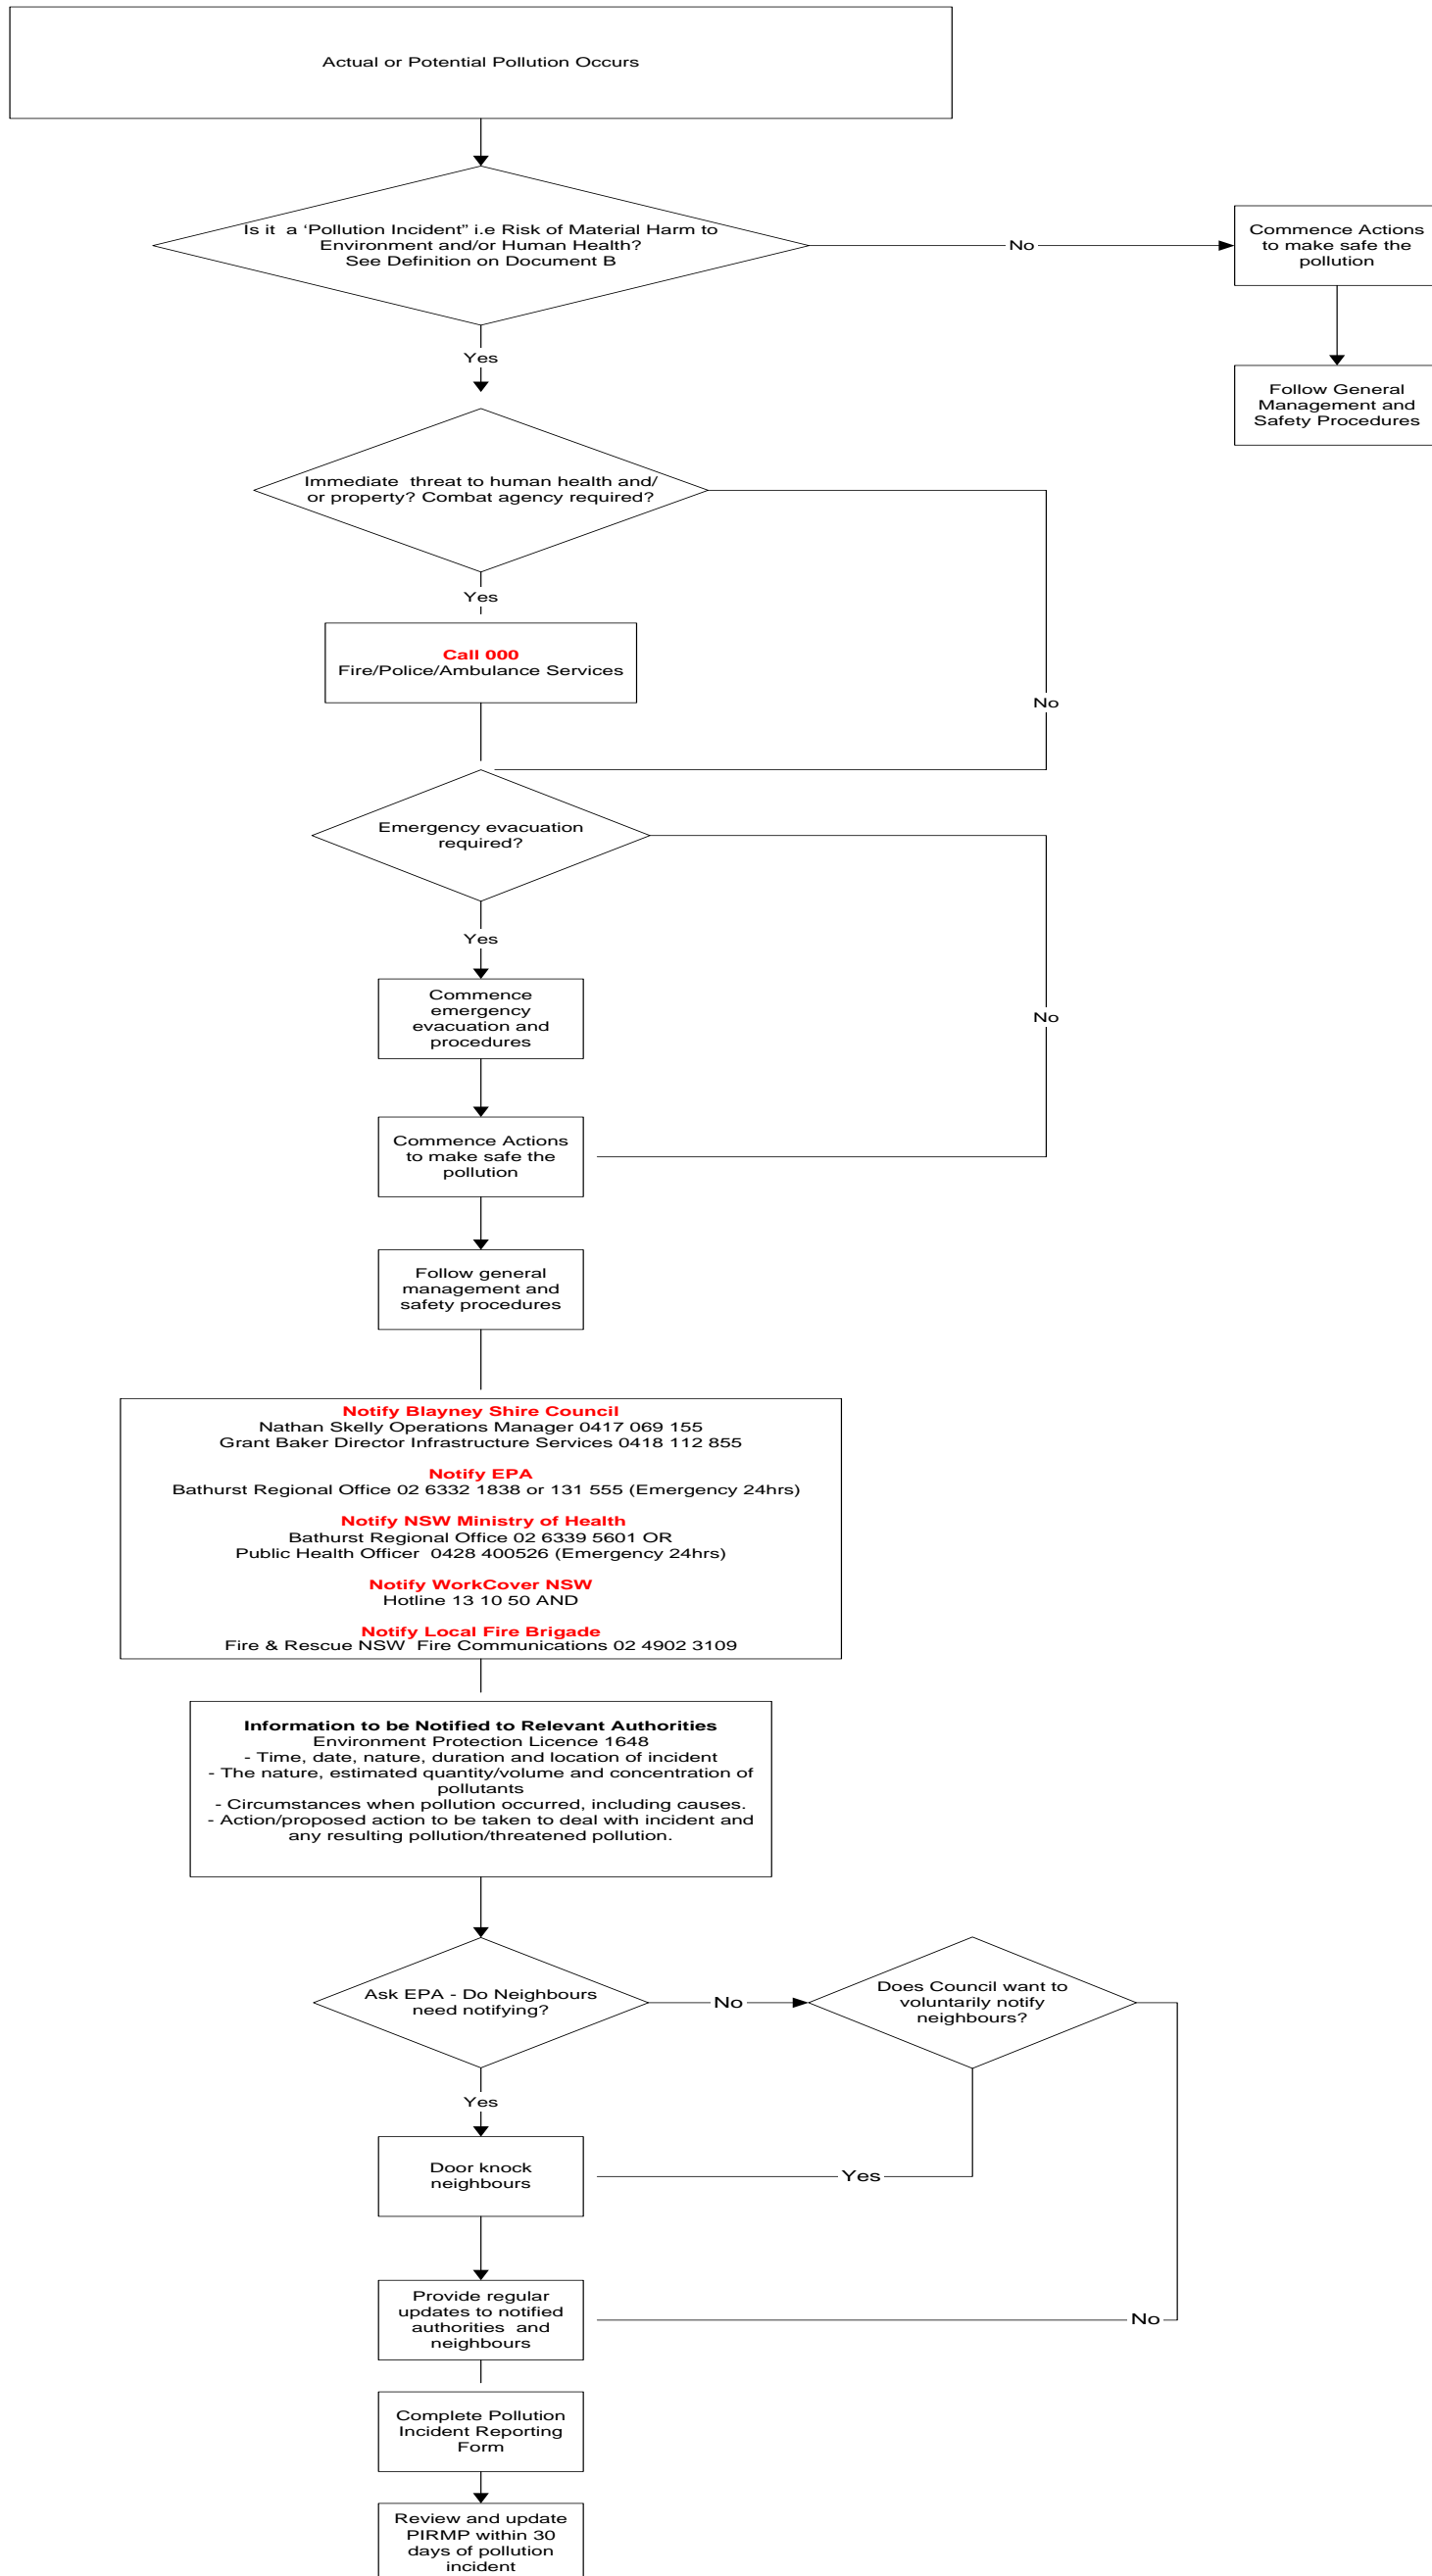 Actual or Potential Pollution Occurs
Is it a ‘Pollution Incident” i.e Risk of Material Harm to
Environment and/or Human Health?
See Definition on Document B
No
Commence Actions
to make safe the
pollution
Yes
Follow General
Management and
Safety Procedures
Immediate threat to human health and/
or property? Combat agency required?
Yes
Call 000
Fire/Police/Ambulance Services
No
Emergency evacuation
required?
Yes
Commence
emergency
evacuation and
procedures
No
Commence Actions
to make safe the
pollution
Follow general
management and
safety procedures
Notify Blayney Shire Council
Nathan Skelly Operations Manager 0417 069 155
Grant Baker Director Infrastructure Services 0418 112 855
Notify EPA
Bathurst Regional Office 02 6332 1838 or 131 555 (Emergency 24hrs)
Notify NSW Ministry of Health
Bathurst Regional Office 02 6339 5601 OR
Public Health Officer 0428 400526 (Emergency 24hrs)
Notify WorkCover NSW
Hotline 13 10 50 AND
Notify Local Fire Brigade
Fire & Rescue NSW Fire Communications 02 4902 3109
Information to be Notified to Relevant Authorities
Environment Protection Licence 1648
- Time, date, nature, duration and location of incident
- The nature, estimated quantity/volume and concentration of
pollutants
- Circumstances when pollution occurred, including causes.
- Action/proposed action to be taken to deal with incident and
any resulting pollution/threatened pollution.
Ask EPA - Do Neighbours
need notifying?
No
Does Council want to
voluntarily notify
neighbours?
Yes
Door knock
neighbours
Yes
Provide regular
updates to notified
authorities and
neighbours
No
Complete Pollution
Incident Reporting
Form
Review and update
PIRMP within 30
days of pollution
incident